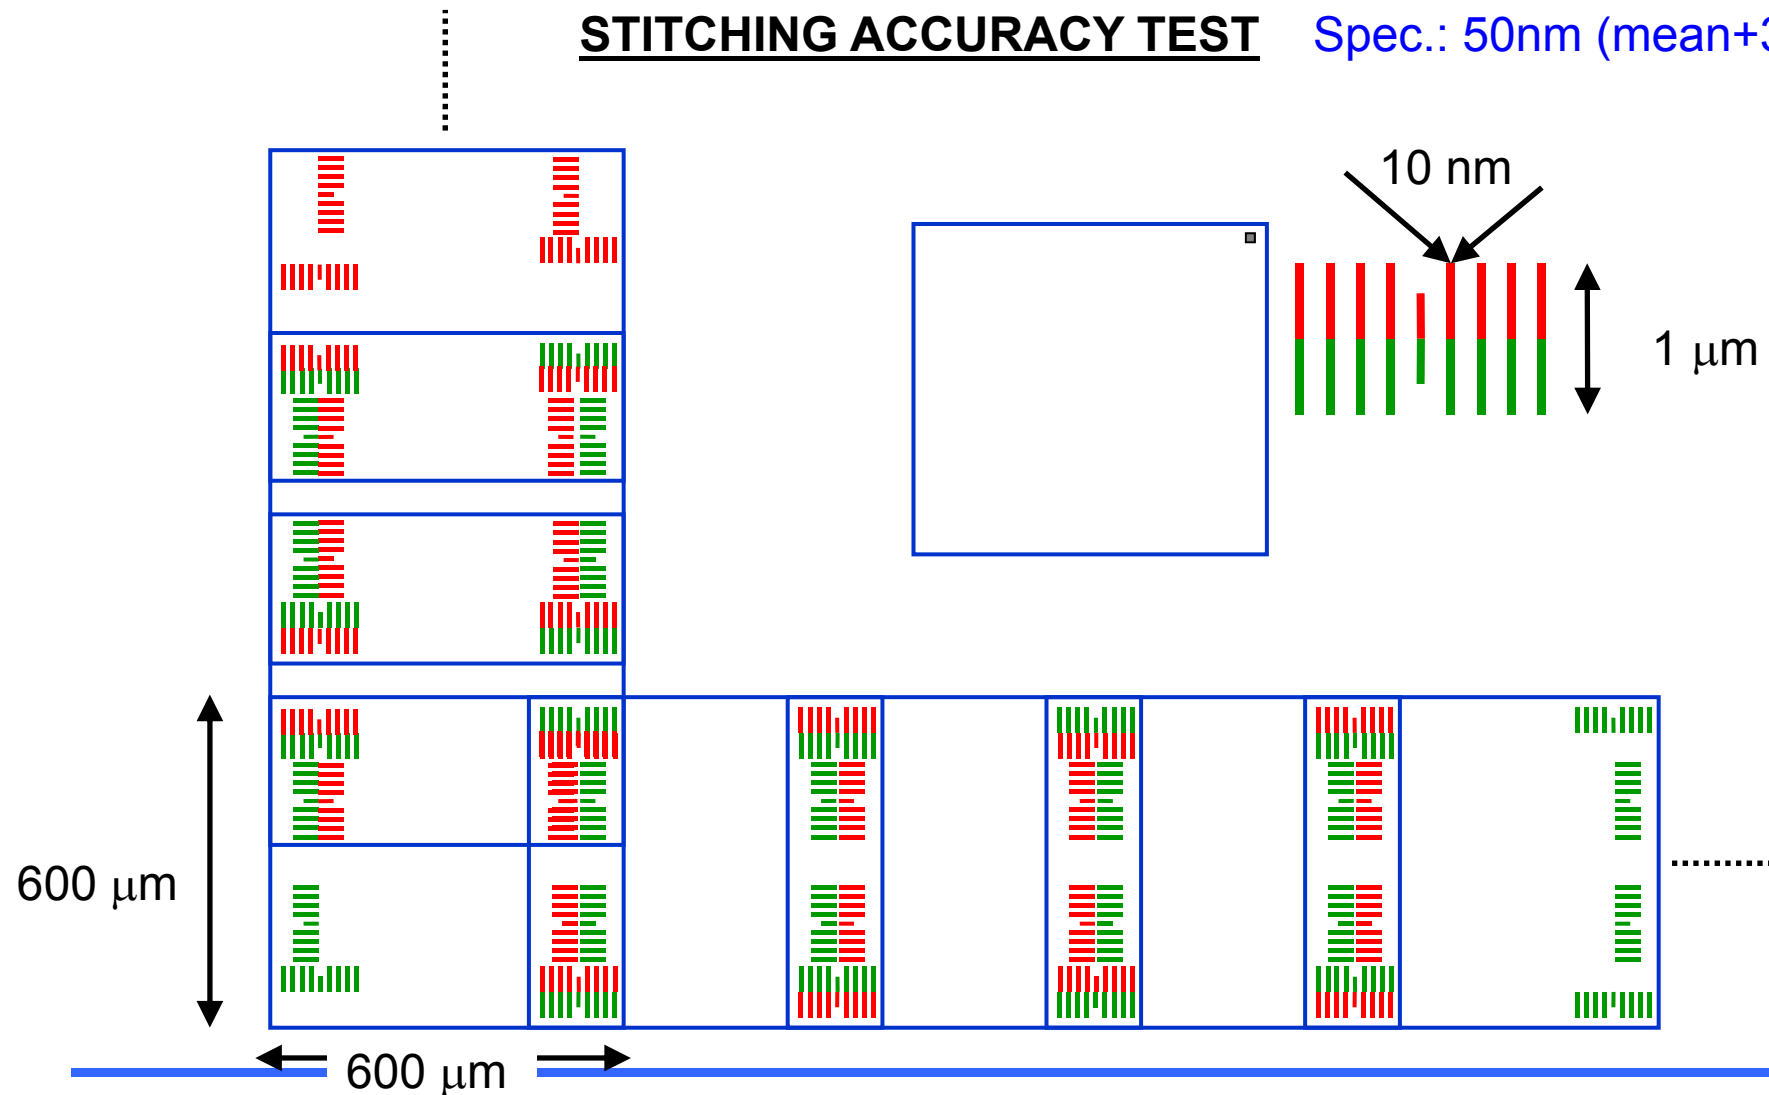 STITCHING ACCURACY TEST Spec.: 50nm (mean+3
10 nm
1 μm
600 μm
600 μm